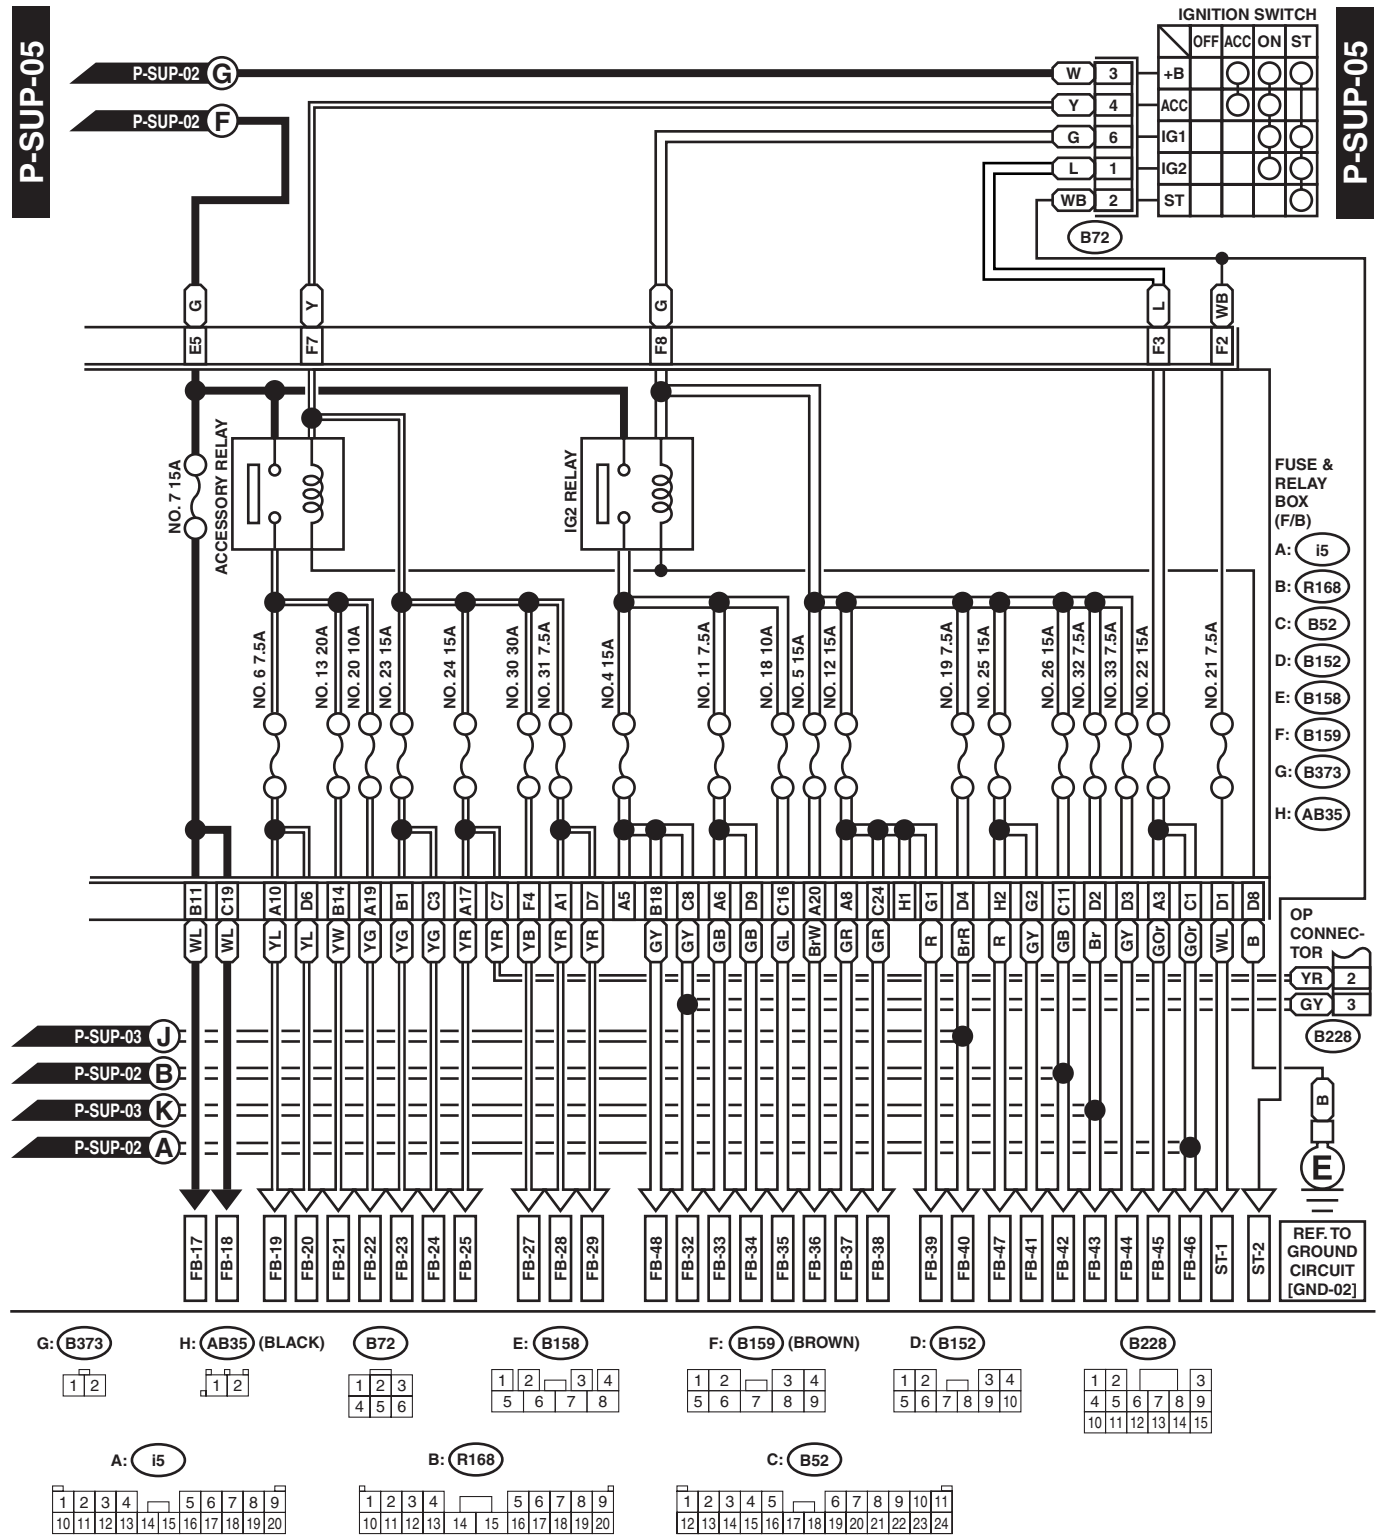 P-SUP-05
IGNITION SWITCH
P-SUP-05
OFF ACC ON ST
P-SUP-02 G
W 3 +B
Y 4 ACC
P-SUP-02 F
G 6 IG1
L 1 IG2
WB 2 ST
B72
G Y G L WB
E5 F7 F8 F3 F2
NO. 7 15A
ACCESSORY RELAY
IG2 RELAY
FUSE &
RELAY
BOX
(F/B)
A: i5
B: R168
C: B52
D: B152
E: B158
F: B159
G: B373
H: AB35
NO. 6 7.5A
NO. 13 20A
NO. 20 10A
NO. 23 15A
NO. 24 15A
NO. 30 30A
NO. 31 7.5A
NO.4 15A
NO. 11 7.5A
NO. 18 10A
NO. 5 15A
NO. 12 15A
NO. 19 7.5A
NO. 25 15A
NO. 26 15A
NO. 32 7.5A
NO. 33 7.5A
NO. 22 15A
NO. 21 7.5A
B11 C19 A10 D6 B14 A19 B1 C3 A17 C7 F4 A1 D7 A5 B18 C8 A6 D9 C16 A20 A8 C24 H1 G1 D4 H2 G2 C11 D2 D3 A3 C1 D1 D8
WL WL YL YL YW YG YG YG YR YR YB YR YR GY GY GB GB GL BrW GR GR R BrR R GY GB Br GY GOr GOr WL B
OP
CONNEC-
TOR
YR 2
GY 3
B228
P-SUP-03 J
P-SUP-02 B
P-SUP-03 K
P-SUP-02 A
B
E
FB-17 FB-18 FB-19 FB-20 FB-21 FB-22 FB-23 FB-24 FB-25 FB-27 FB-28 FB-29 FB-48 FB-32 FB-33 FB-34 FB-35 FB-36 FB-37 FB-38 FB-39 FB-40 FB-47 FB-41 FB-42 FB-43 FB-44 FB-45 FB-46 ST-1 ST-2
REF. TO
GROUND
CIRCUIT
[GND-02]
G: B373
1 2
H: AB35 (BLACK)
1 2
B72
1 2 3
4 5 6
E: B158
1 2 3 4
5 6 7 8
F: B159 (BROWN)
1 2 3 4
5 6 7 8 9
D: B152
1 2 3 4
5 6 7 8 9 10
B228
1 2 3
4 5 6 7 8 9
10 11 12 13 14 15
A: i5
1 2 3 4 5 6 7 8 9
10 11 12 13 14 15 16 17 18 19 20
B: R168
1 2 3 4 5 6 7 8 9
10 11 12 13 14 15 16 17 18 19 20
C: B52
1 2 3 4 5 6 7 8 9 10 11
12 13 14 15 16 17 18 19 20 21 22 23 24